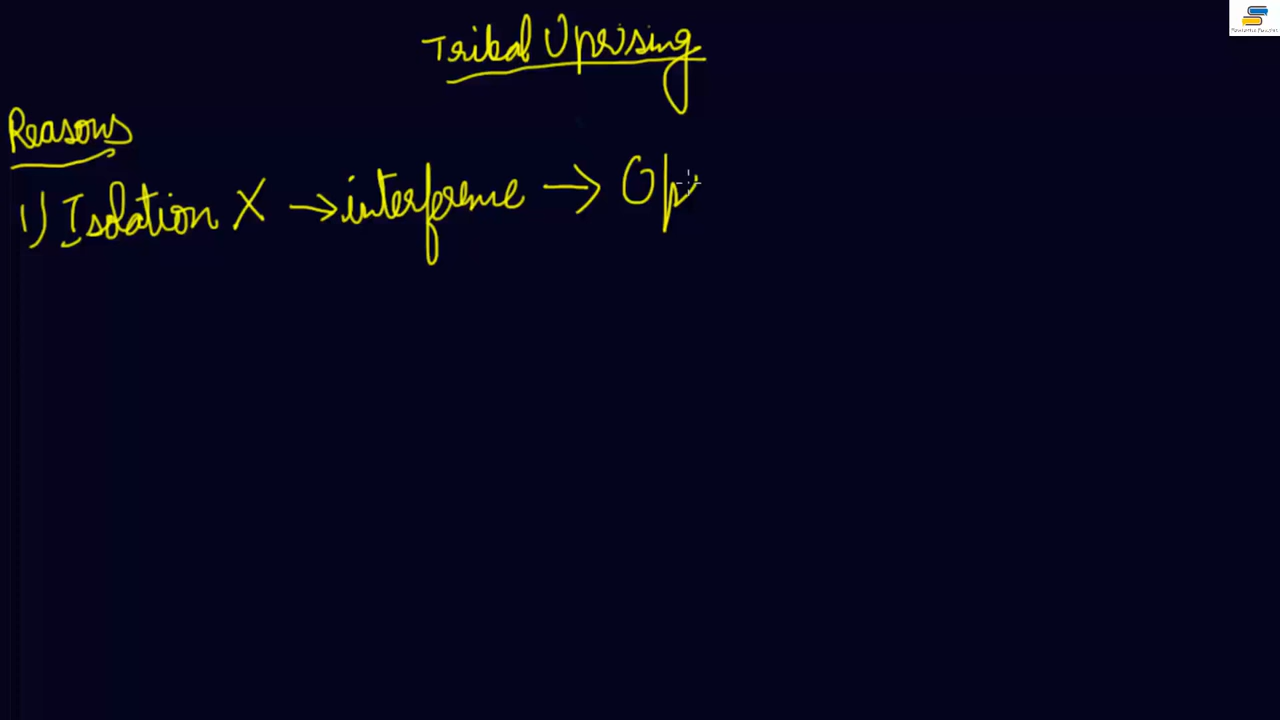 Tribal Uprising
Reasons
1) Isolation X → interference → Op